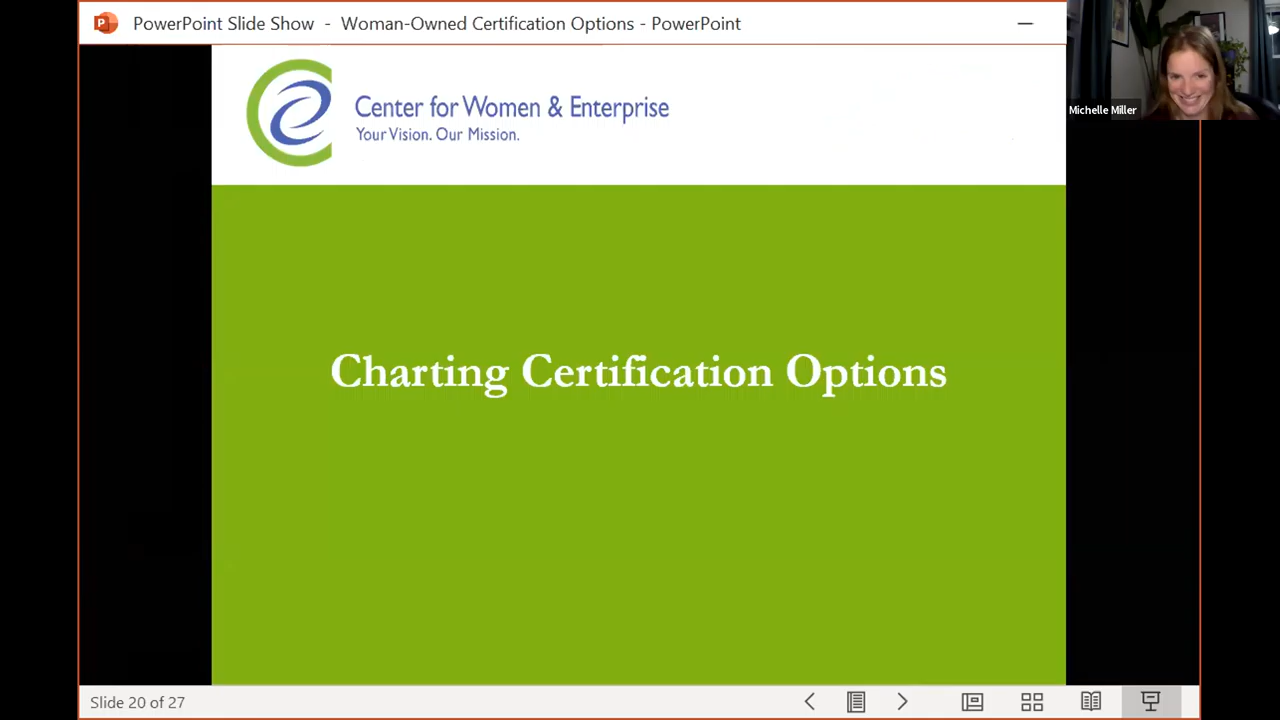 PowerPoint Slide Show - Woman-Owned Certification Options - PowerPoint
Michelle Miller
Center for Women & Enterprise
Your Vision. Our Mission.
Charting Certification Options
Slide 20 of 27